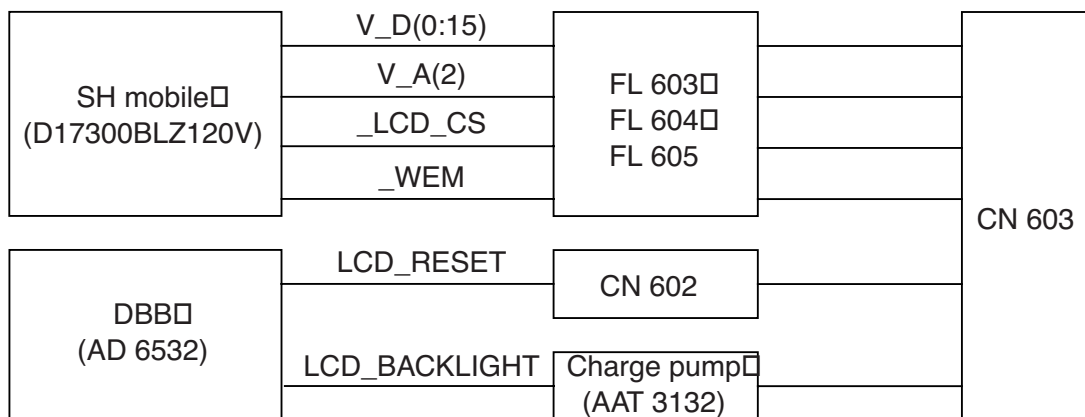 V_D(0:15)
V_A(2)
_LCD_CS
_WEM
SH mobile□
(D17300BLZ120V)
FL 603□
FL 604□
FL 605
CN 603
LCD_RESET
CN 602
DBB□
(AD 6532)
LCD_BACKLIGHT
Charge pump□
(AAT 3132)